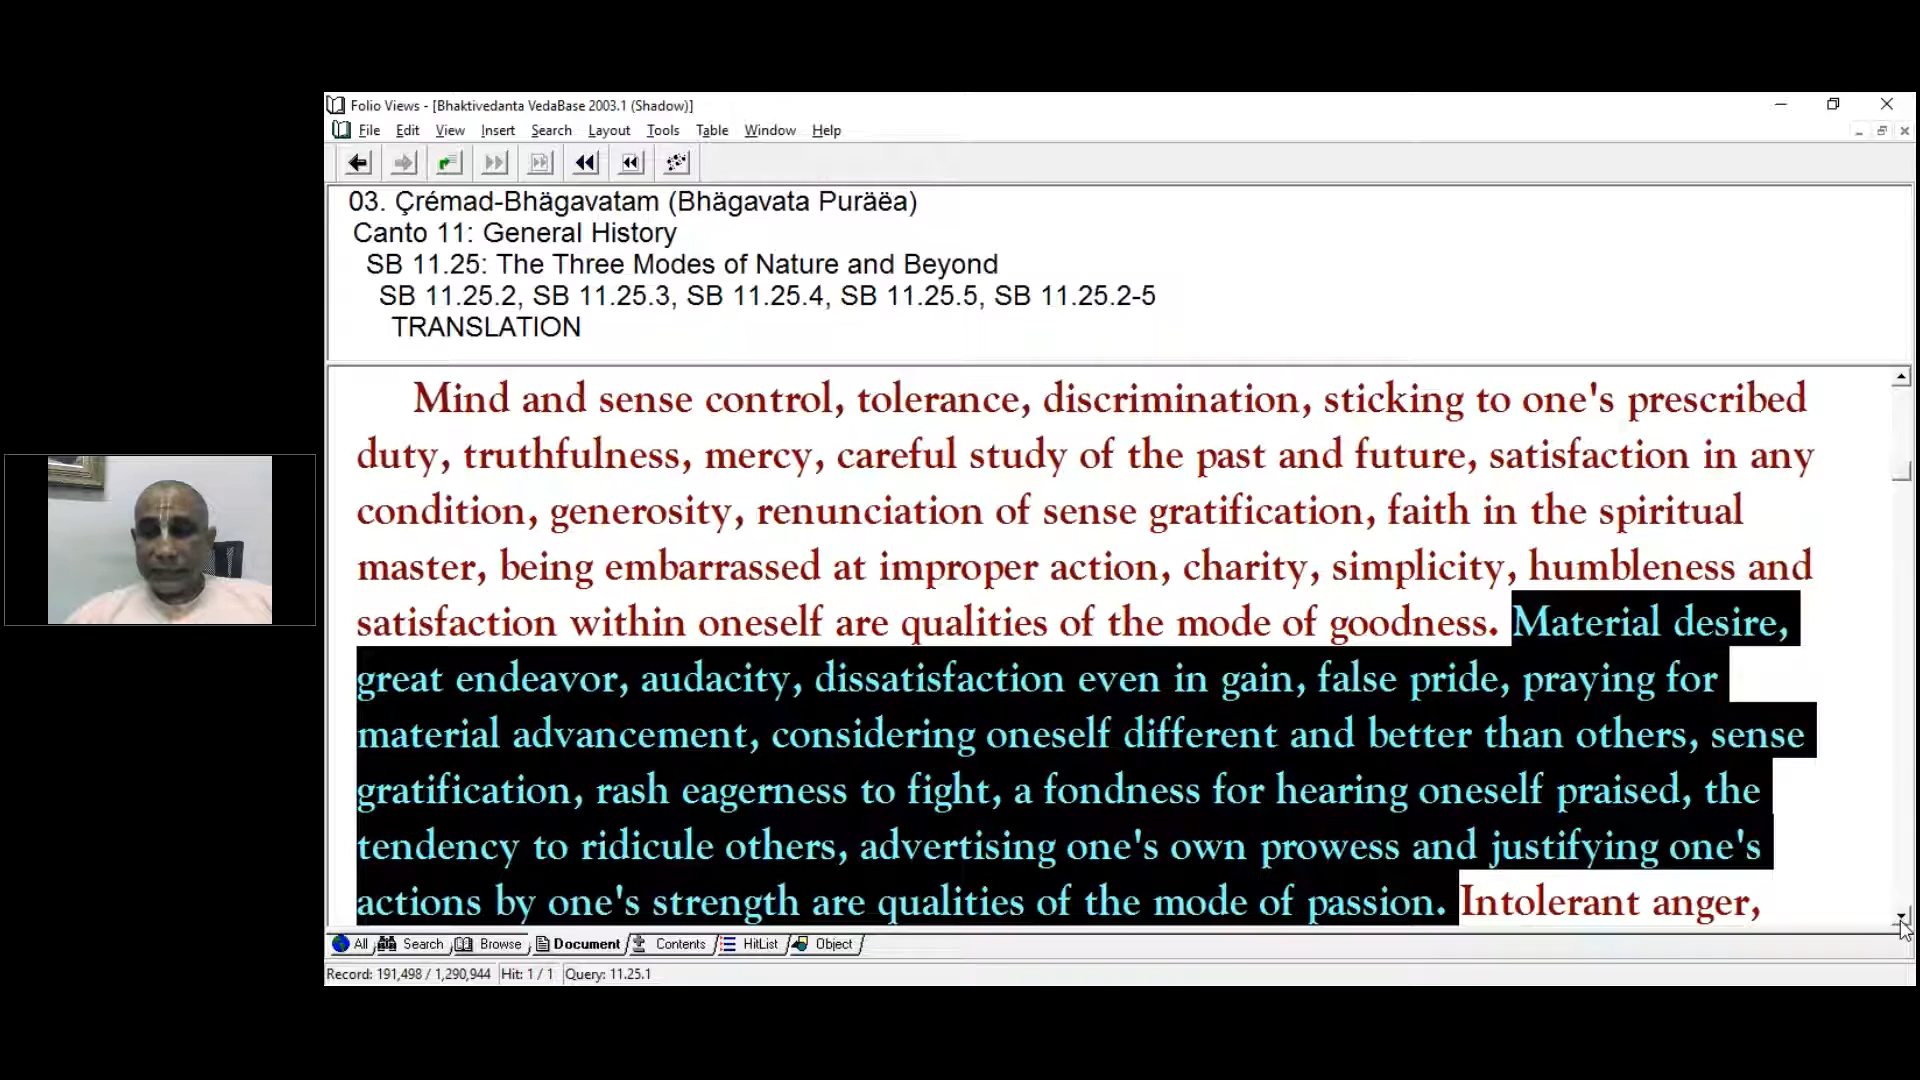 Folio Views - [Bhaktivedanta VedaBase 2003.1 (Shadow)]
File Edit View Insert Search Layout Tools Table Window Help
03. Çrémad-Bhägavatam (Bhägavata Puräëa)
Canto 11: General History
SB 11.25: The Three Modes of Nature and Beyond
SB 11.25.2, SB 11.25.3, SB 11.25.4, SB 11.25.5, SB 11.25.2-5
TRANSLATION
Mind and sense control, tolerance, discrimination, sticking to one's prescribed
duty, truthfulness, mercy, careful study of the past and future, satisfaction in any
condition, generosity, renunciation of sense gratification, faith in the spiritual
master, being embarrassed at improper action, charity, simplicity, humbleness and
satisfaction within oneself are qualities of the mode of goodness. Material desire,
great endeavor, audacity, dissatisfaction even in gain, false pride, praying for
material advancement, considering oneself different and better than others, sense
gratification, rash eagerness to fight, a fondness for hearing oneself praised, the
tendency to ridicule others, advertising one's own prowess and justifying one's
actions by one's strength are qualities of the mode of passion. Intolerant anger,
All Search Browse Document Contents HitList Object
Record: 191,498 / 1,290,944 Hit: 1 / 1 Query: 11.25.1